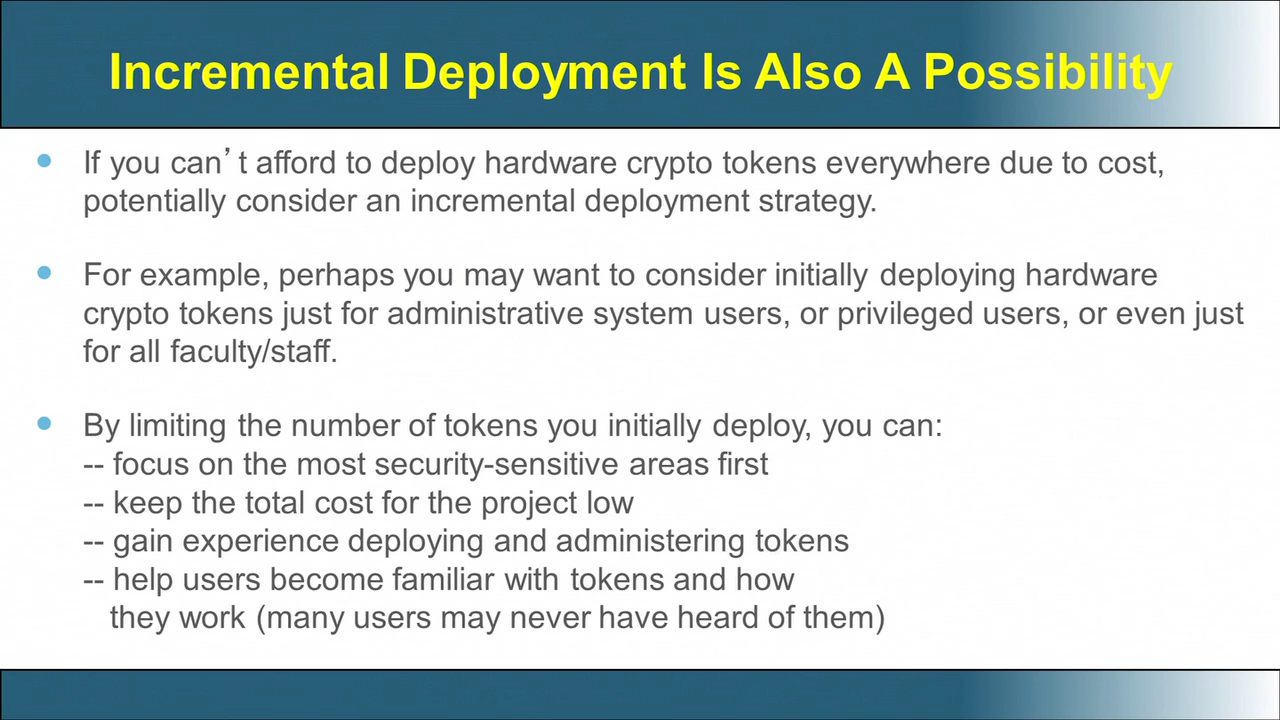 Incremental Deployment Is Also A Possibility
If you can’t afford to deploy hardware crypto tokens everywhere due to cost,
potentially consider an incremental deployment strategy.
For example, perhaps you may want to consider initially deploying hardware
crypto tokens just for administrative system users, or privileged users, or even just
for all faculty/staff.
By limiting the number of tokens you initially deploy, you can:
-- focus on the most security-sensitive areas first
-- keep the total cost for the project low
-- gain experience deploying and administering tokens
-- help users become familiar with tokens and how
they work (many users may never have heard of them)